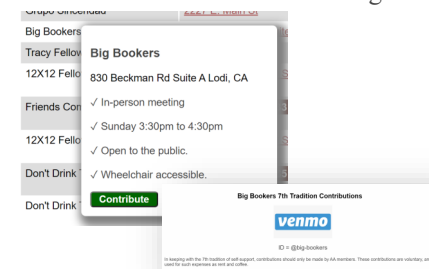 Grupo Sinceridad
2227 E. Main St
Big Bookers
Tracy Fellow
12X12 Fello
Friends Con
12X12 Fello
Don't Drink
Don't Drink
Big Bookers
830 Beckman Rd Suite A Lodi, CA
✓ In-person meeting
✓ Sunday 3:30pm to 4:30pm
✓ Open to the public.
✓ Wheelchair accessible.
Contribute
Big Bookers 7th Tradition Contributions
venmo
ID = @big-bookers
In keeping with the 7th tradition of self-support, contributions should only be made by AA members. These contributions are voluntary, and
used for such expenses as rent and coffee.